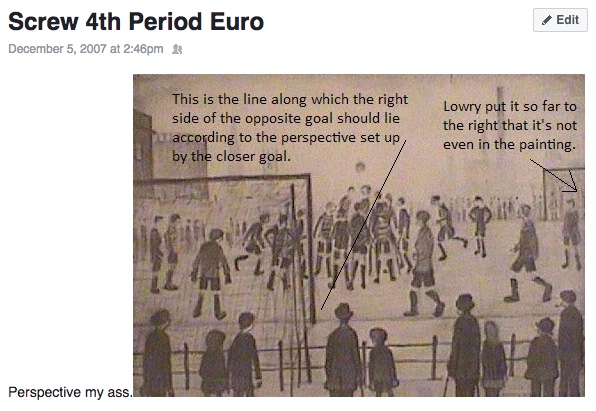 Screw 4th Period Euro
Edit
December 5, 2007 at 2:46pm
This is the line along which the right
side of the opposite goal should lie
according to the perspective set up
by the closer goal.
Lowry put it so far to
the right that it's not
even in the painting.
Perspective my ass.